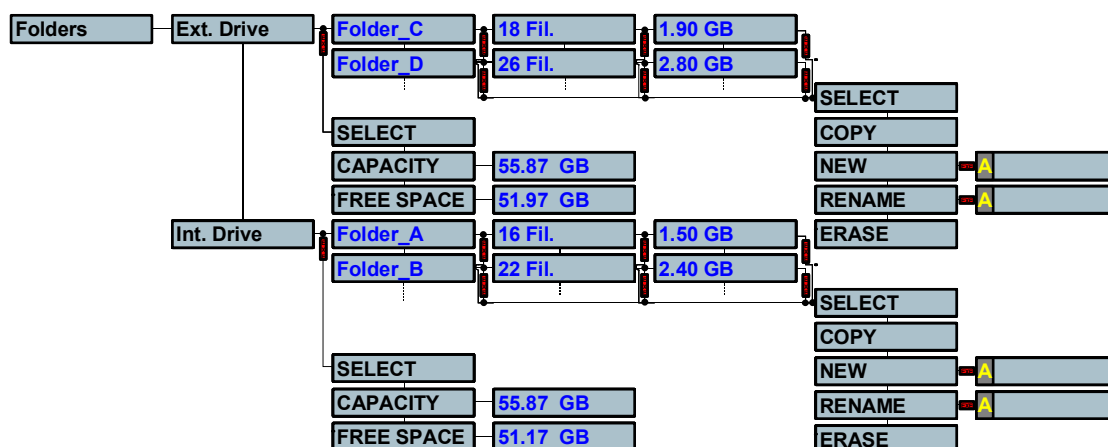 Folders Ext. Drive Folder_C 18 Fil. 1.90 GB
Folder_D 26 Fil. 2.80 GB
SELECT
COPY
SELECT
CAPACITY 55.87 GB NEW A
FREE SPACE 51.97 GB RENAME A
Int. Drive Folder_A 16 Fil. 1.50 GB ERASE
Folder_B 22 Fil. 2.40 GB
SELECT
COPY
SELECT NEW A
CAPACITY 55.87 GB RENAME A
FREE SPACE 51.17 GB ERASE